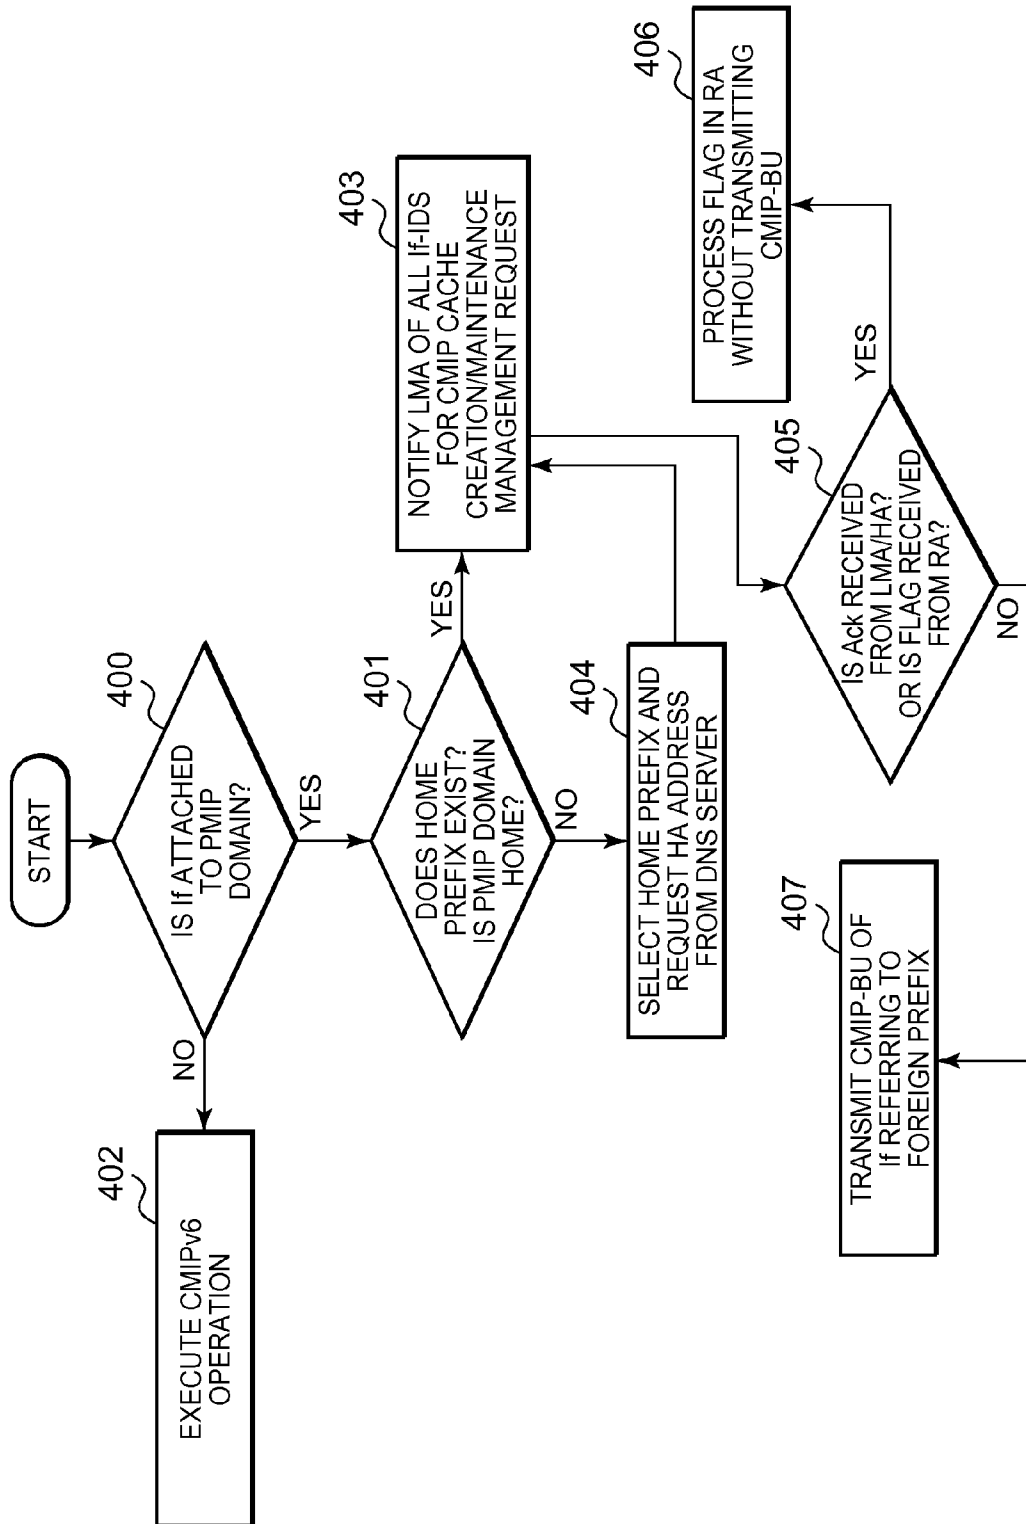 START
400
IS If ATTACHED
TO PMIP
DOMAIN?
NO
YES
402
EXECUTE CMIPv6
OPERATION
401
DOES HOME
PREFIX EXIST?
IS PMIP DOMAIN
HOME?
YES
NO
403
NOTIFY LMA OF ALL If-IDS
FOR CMIP CACHE
CREATION/MAINTENANCE
MANAGEMENT REQUEST
404
SELECT HOME PREFIX AND
REQUEST HA ADDRESS
FROM DNS SERVER
405
IS Ack RECEIVED
FROM LMA/HA?
OR IS FLAG RECEIVED
FROM RA?
YES
NO
406
PROCESS FLAG IN RA
WITHOUT TRANSMITTING
CMIP-BU
407
TRANSMIT CMIP-BU OF
If REFERRING TO
FOREIGN PREFIX